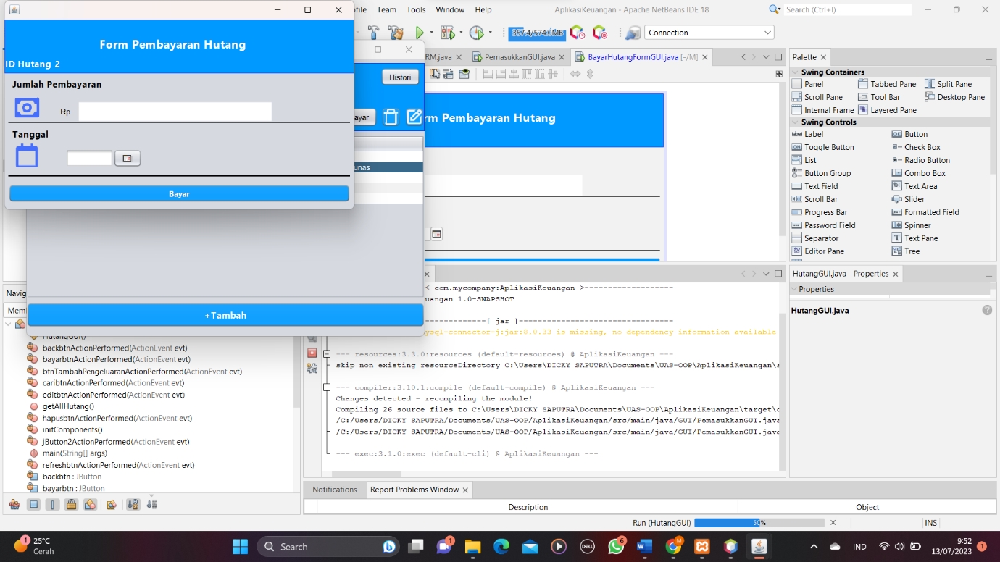 ofile Team Tools Window Help
AplikasiKeuangan - Apache NetBeans IDE 18
Search (Ctrl+I)
357.4/574.0MB
Connection
Form Pembayaran Hutang
ID Hutang 2
Jumlah Pembayaran
Rp
Tanggal
Bayar
Histori
ayar
unas
+Tambah
RM.java
PemasukkanGUI.java
BayarHutangFormGUI.java [-/M]
rm Pembayaran Hutang
Palette
Swing Containers
Panel Tabbed Pane Split Pane
Scroll Pane Tool Bar Desktop Pane
Internal Frame Layered Pane
Swing Controls
Label Button
Toggle Button Check Box
List Radio Button
Button Group Combo Box
Text Field Text Area
Scroll Bar Slider
Progress Bar Formatted Field
Password Field Spinner
Separator Text Pane
Editor Pane Tree
HutangGUI.java - Properties
Properties
HutangGUI.java
Navig
Mem
HutangGUI()
backbtnActionPerformed(ActionEvent evt)
bayarbtnActionPerformed(ActionEvent evt)
btnTambahPengeluaranActionPerformed(ActionEvent evt)
caribtnActionPerformed(ActionEvent evt)
editbtnActionPerformed(ActionEvent evt)
getAllHutang()
hapusbtnActionPerformed(ActionEvent evt)
initComponents()
jButton2ActionPerformed(ActionEvent evt)
main(String[] args)
refreshbtnActionPerformed(ActionEvent evt)
backbtn : JButton
bayarbtn : JButton
< com.mycompany:AplikasiKeuangan >-------------------
uangan 1.0-SNAPSHOT
-------------[ jar ]---------------------------------
ysql-connector-j:jar:8.0.33 is missing, no dependency information available
--- resources:3.3.0:resources (default-resources) @ AplikasiKeuangan ---
skip non existing resourceDirectory C:\Users\DICKY SAPUTRA\Documents\UAS-OOP\AplikasiKeuangan\s
--- compiler:3.10.1:compile (default-compile) @ AplikasiKeuangan ---
Changes detected - recompiling the module!
Compiling 26 source files to C:\Users\DICKY SAPUTRA\Documents\UAS-OOP\AplikasiKeuangan\target\c
/C:/Users/DICKY SAPUTRA/Documents/UAS-OOP/AplikasiKeuangan/src/main/java/GUI/PemasukkanGUI.java
/C:/Users/DICKY SAPUTRA/Documents/UAS-OOP/AplikasiKeuangan/src/main/java/GUI/PemasukkanGUI.java
--- exec:3.1.0:exec (default-cli) @ AplikasiKeuangan ---
Notifications
Report Problems Window
Description Object
Run (HutangGUI)
50%
INS
1
25°C
Cerah
Search
1
DELL
6
M
IND
9:52
13/07/2023
1